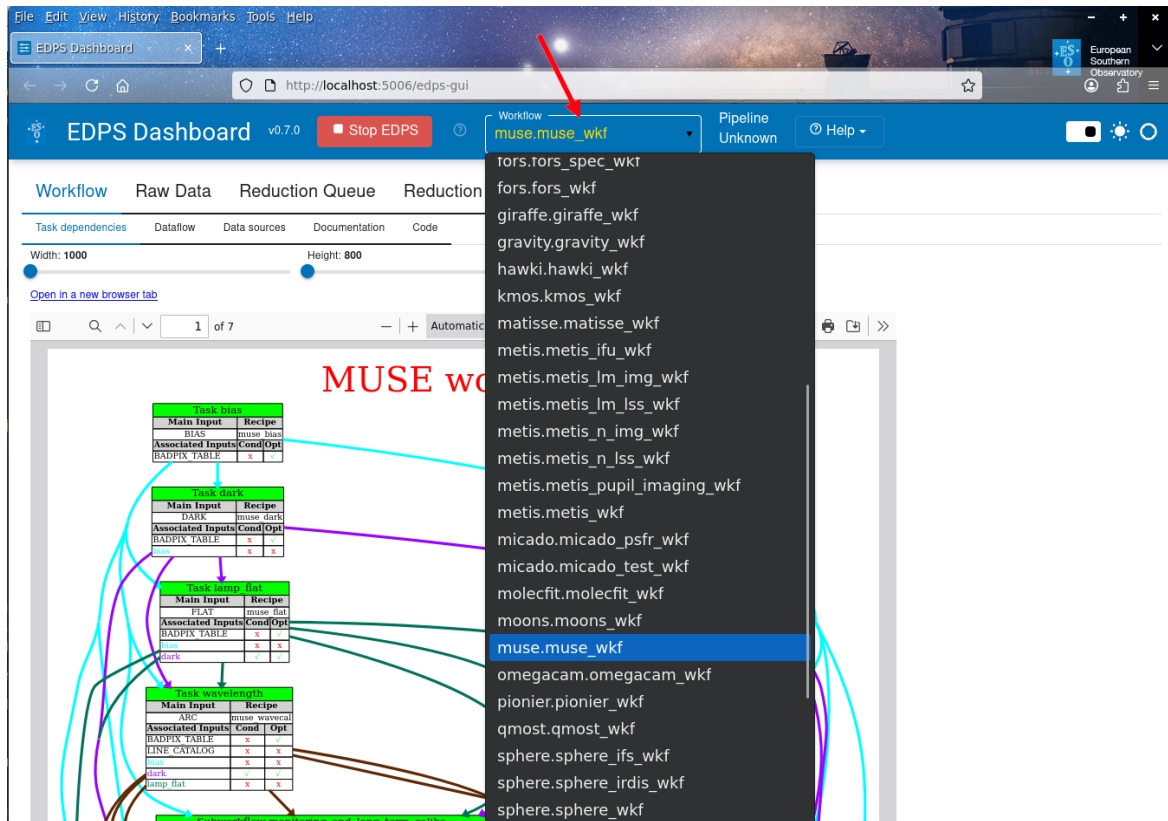 File Edit View History Bookmarks Tools Help
EDPS Dashboard
European
Southern
Observatory
http://localhost:5006/edps-gui
EDPS Dashboard v0.7.0 Stop EDPS
Workflow
muse.muse_wkf
Pipeline
Unknown
Help
Workflow Raw Data Reduction Queue Reduction
Task dependencies Dataflow Data sources Documentation Code
Width: 1000 Height: 800
Open in a new browser tab
1 of 7 Automatic
MUSE wo
Task bias
Main Input Recipe
BIAS muse_bias
Associated Inputs Cond Opt
BADPIX_TABLE x √
Task dark
Main Input Recipe
DARK muse_dark
Associated Inputs Cond Opt
BADPIX_TABLE x √
bias x x
Task lamp_flat
Main Input Recipe
FLAT muse_flat
Associated Inputs Cond Opt
BADPIX_TABLE x √
bias x x
dark √ √
Task wavelength
Main Input Recipe
ARC muse_wavecal
Associated Inputs Cond Opt
BADPIX_TABLE x √
LINE_CATALOG x x
bias x x
dark √ √
lamp_flat x x
fors.fors_spec_wkf
fors.fors_wkf
giraffe.giraffe_wkf
gravity.gravity_wkf
hawki.hawki_wkf
kmos.kmos_wkf
matisse.matisse_wkf
metis.metis_ifu_wkf
metis.metis_lm_img_wkf
metis.metis_lm_lss_wkf
metis.metis_n_img_wkf
metis.metis_n_lss_wkf
metis.metis_pupil_imaging_wkf
metis.metis_wkf
micado.micado_psfr_wkf
micado.micado_test_wkf
molecfit.molecfit_wkf
moons.moons_wkf
muse.muse_wkf
omegacam.omegacam_wkf
pionier.pionier_wkf
qmost.qmost_wkf
sphere.sphere_ifs_wkf
sphere.sphere_irdis_wkf
sphere.sphere_wkf